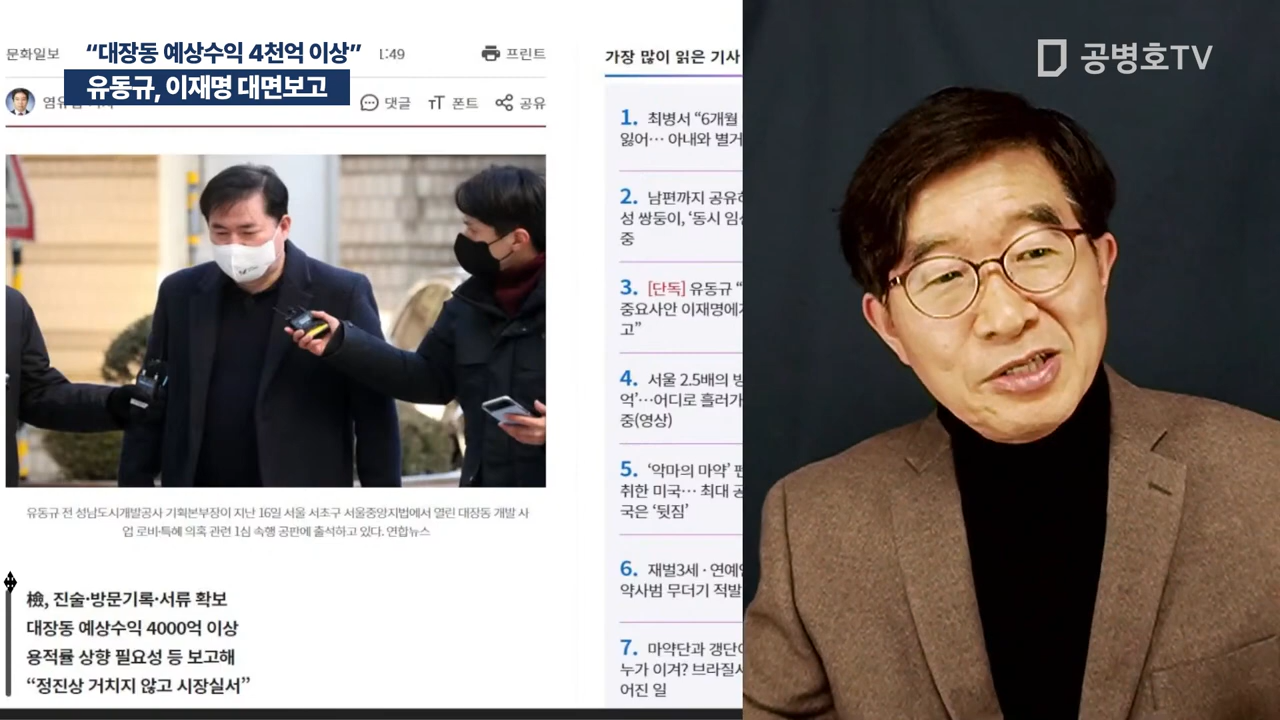 “대장동 예상수익 4천억 이상”
유동규, 이재명 대면보고
문화일보
1:49
프린트
댓글
폰트
공유
유동규 전 성남도시개발공사 기획본부장이 지난 16일 서울 서초구 서울중앙지법에서 열린 대장동 개발 사
업 로비·특혜 의혹 관련 1심 속행 공판에 출석하고 있다. 연합뉴스
檢, 진술·방문기록·서류 확보
대장동 예상수익 4000억 이상
용적률 상향 필요성 등 보고해
“정진상 거치지 않고 시장실서”
가장 많이 읽은 기사
1. 최병서 “6개월
잃어… 아내와 별거
2. 남편까지 공유
성 쌍둥이, ‘동시
중
3. [단독] 유동규 “
중요사안 이재명에
고”
4. 서울 2.5배의
억’…어디로 흘러가
중(영상)
5. ‘악마의 마약’
취한 미국… 최대
국은 ‘뒷짐’
6. 재벌3세·연예
약사범 무더기 적발
7. 마약단과 갱단
누가 이겨? 브라질
어진 일
공병호TV